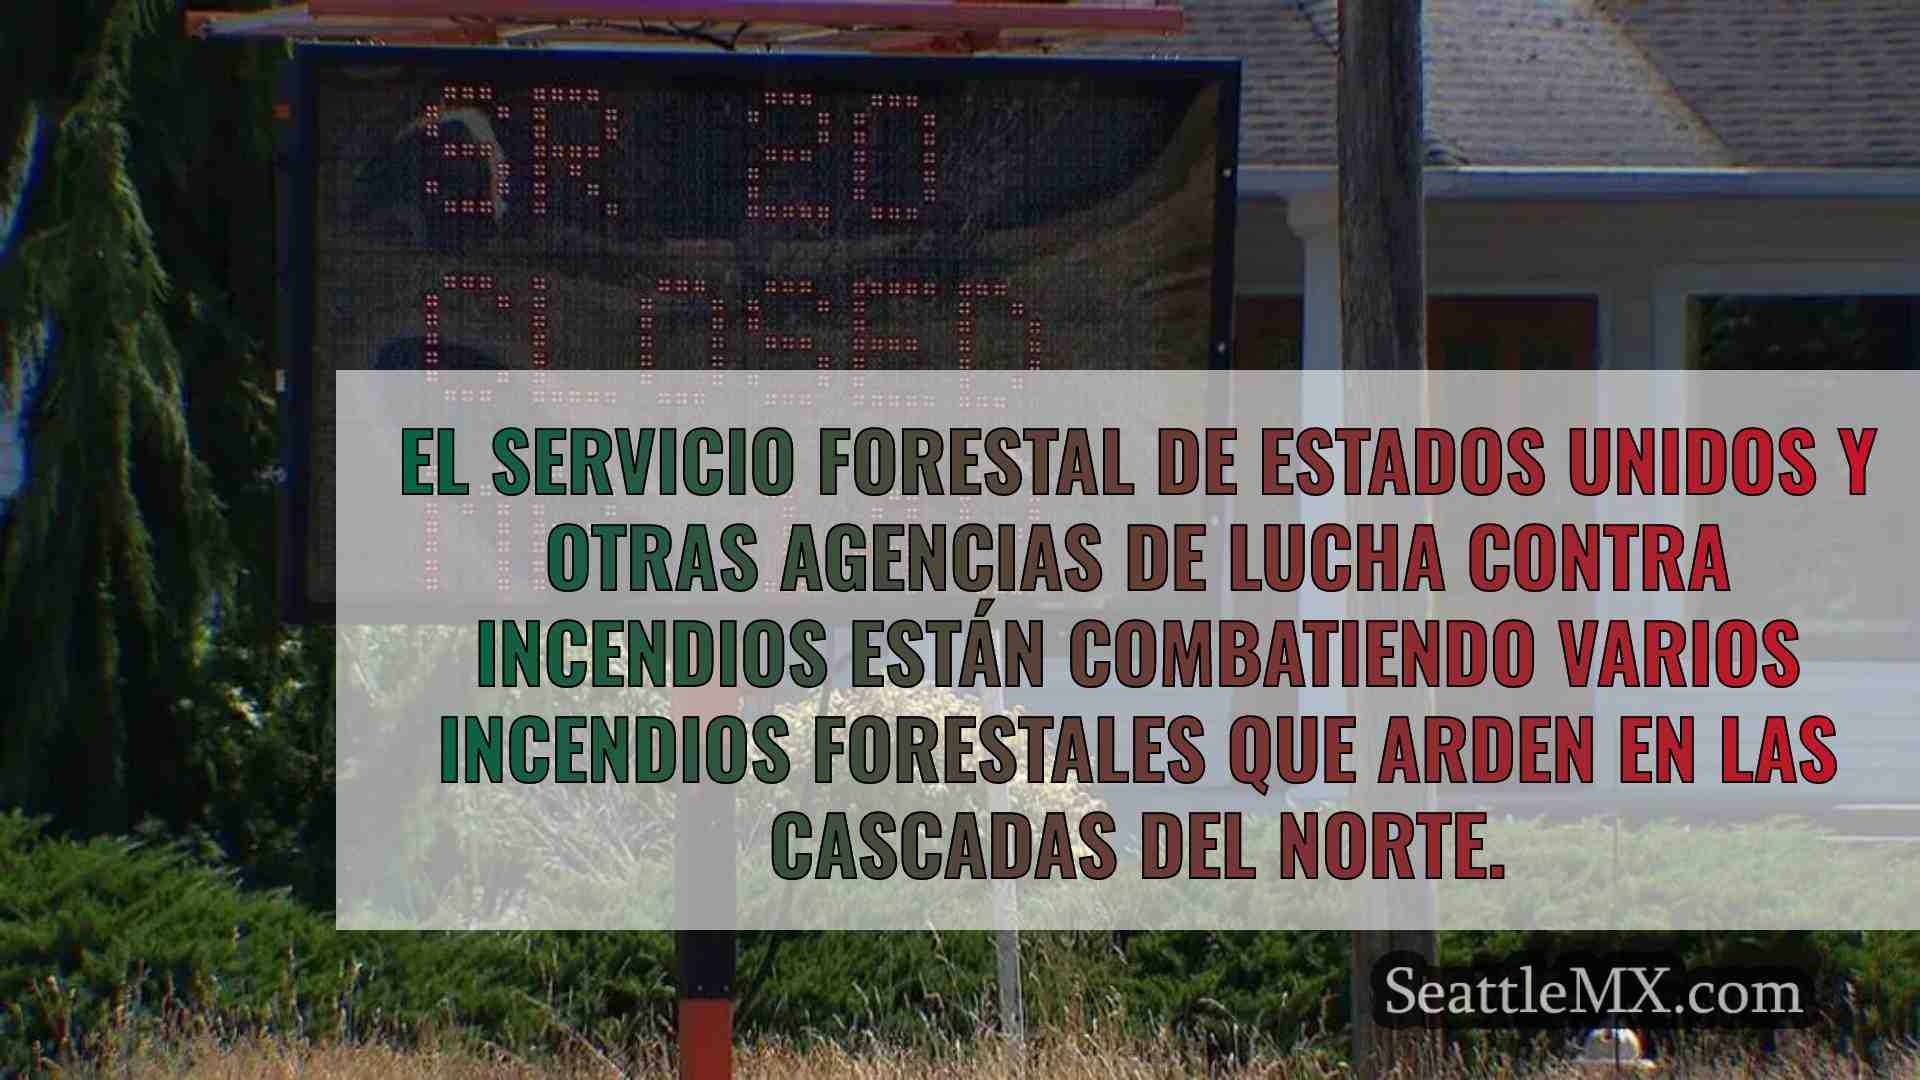 SR 20
CLOSED
EL SERVICIO FORESTAL DE ESTADOS UNIDOS Y
OTRAS AGENCIAS DE LUCHA CONTRA
INCENDIOS ESTÁN COMBATIENDO VARIOS
INCENDIOS FORESTALES QUE ARDEN EN LAS
CASCADAS DEL NORTE.
SeattleMX.com